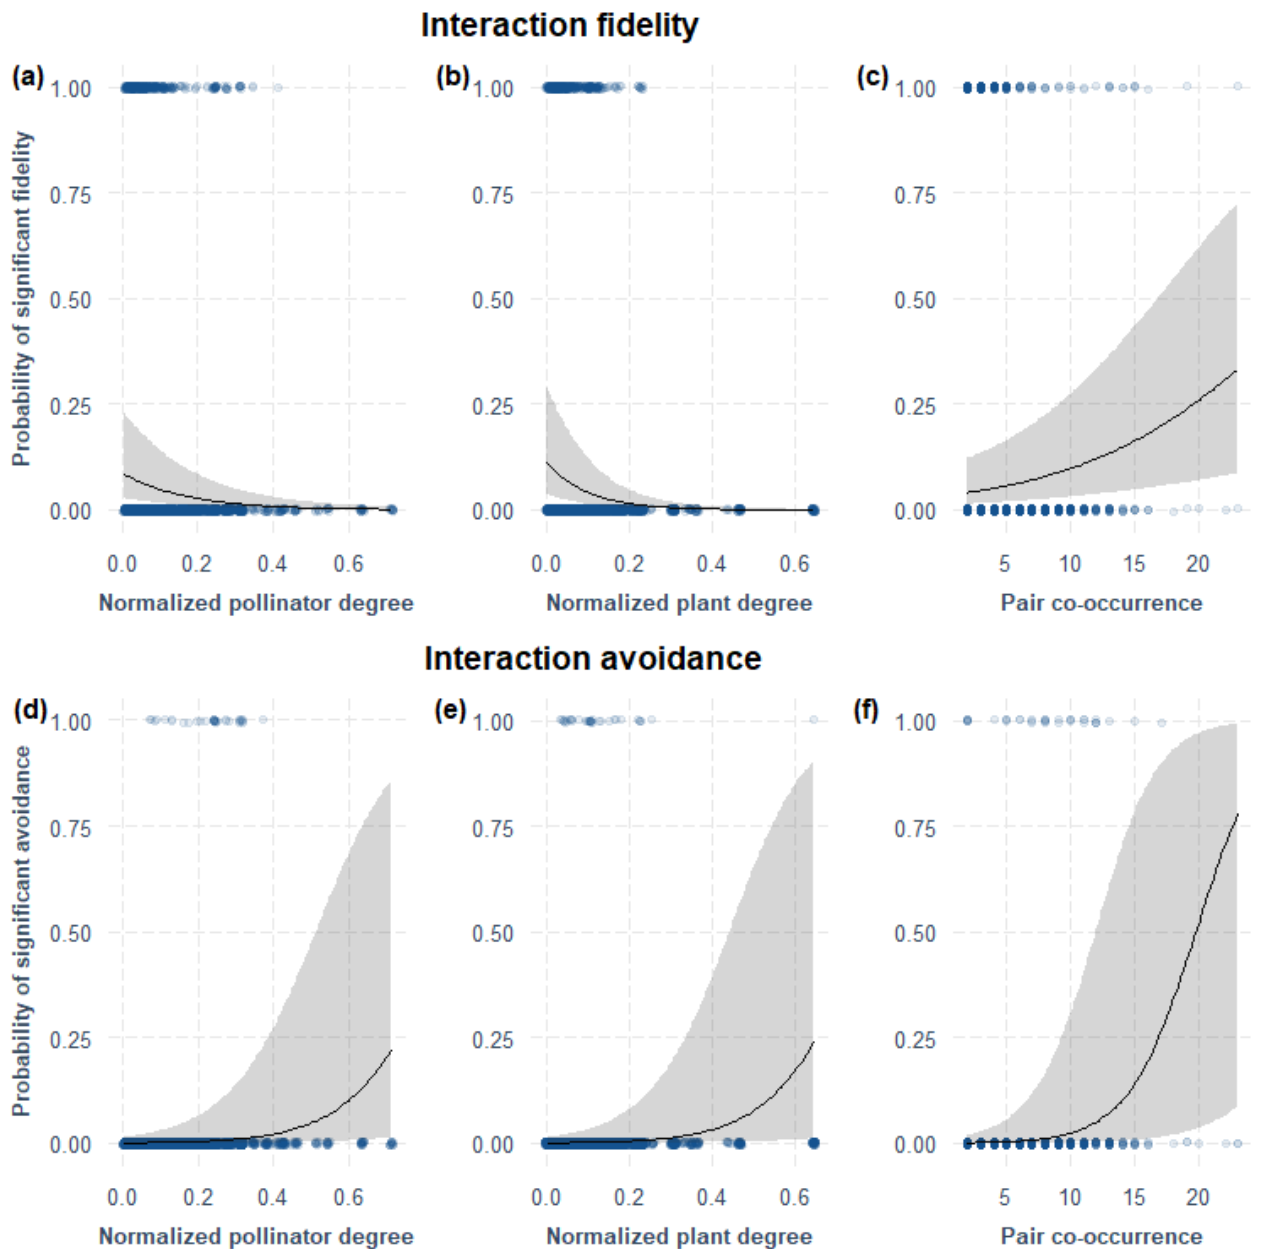 Interaction fidelity
(a) (b) (c)
Probability of significant fidelity
1.00 1.00 1.00
0.75 0.75 0.75
0.50 0.50 0.50
0.25 0.25 0.25
0.00 0.00 0.00
0.0 0.2 0.4 0.6 0.0 0.2 0.4 0.6 5 10 15 20
Normalized pollinator degree Normalized plant degree Pair co-occurrence
Interaction avoidance
(d) (e) (f)
Probability of significant avoidance
1.00 1.00 1.00
0.75 0.75 0.75
0.50 0.50 0.50
0.25 0.25 0.25
0.00 0.00 0.00
0.0 0.2 0.4 0.6 0.0 0.2 0.4 0.6 5 10 15 20
Normalized pollinator degree Normalized plant degree Pair co-occurrence